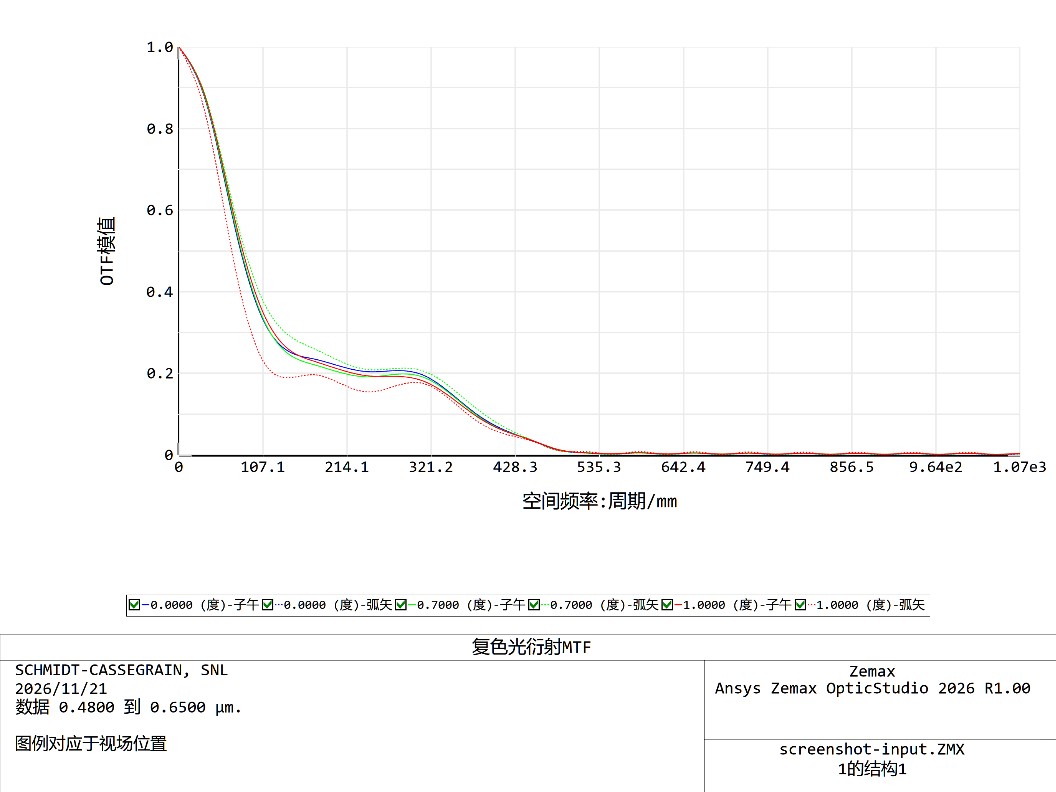 1.0
0.8
0.6
0.4
0.2
0
OTF模值
0 107.1 214.1 321.2 428.3 535.3 642.4 749.4 856.5 9.64e2 1.07e3
空间频率:周期/mm
0.0000 (度)-子午 0.0000 (度)-弧矢 0.7000 (度)-子午 0.7000 (度)-弧矢 1.0000 (度)-子午 1.0000 (度)-弧矢
复色光衍射MTF
SCHMIDT-CASSEGRAIN, SNL
2026/11/21
数据 0.4800 到 0.6500 µm.
图例对应于视场位置
Zemax
Ansys Zemax OpticStudio 2026 R1.00
screenshot-input.ZMX
1的结构1